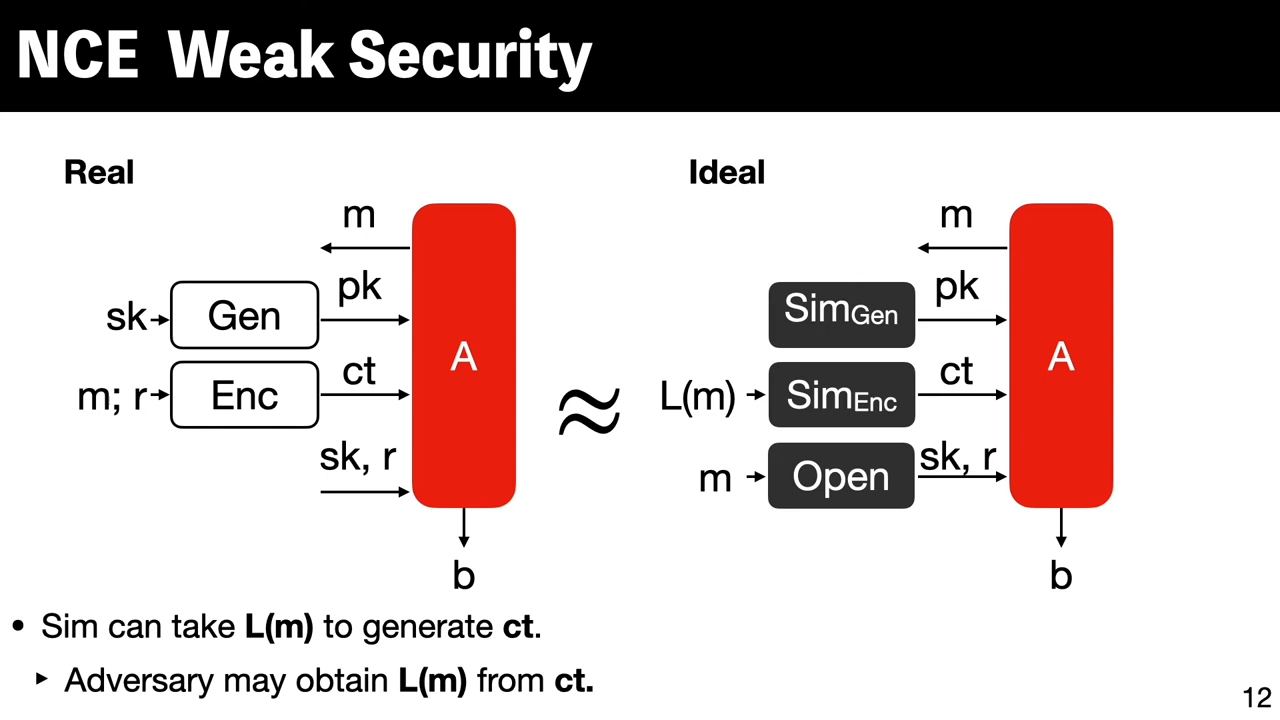 NCE Weak Security
Real
m
pk
sk
Gen
ct
m; r
Enc
sk, r
A
b
≈
Ideal
m
pk
SimGen
ct
L(m)
SimEnc
sk, r
m
Open
A
b
• Sim can take L(m) to generate ct.
‣ Adversary may obtain L(m) from ct.
12